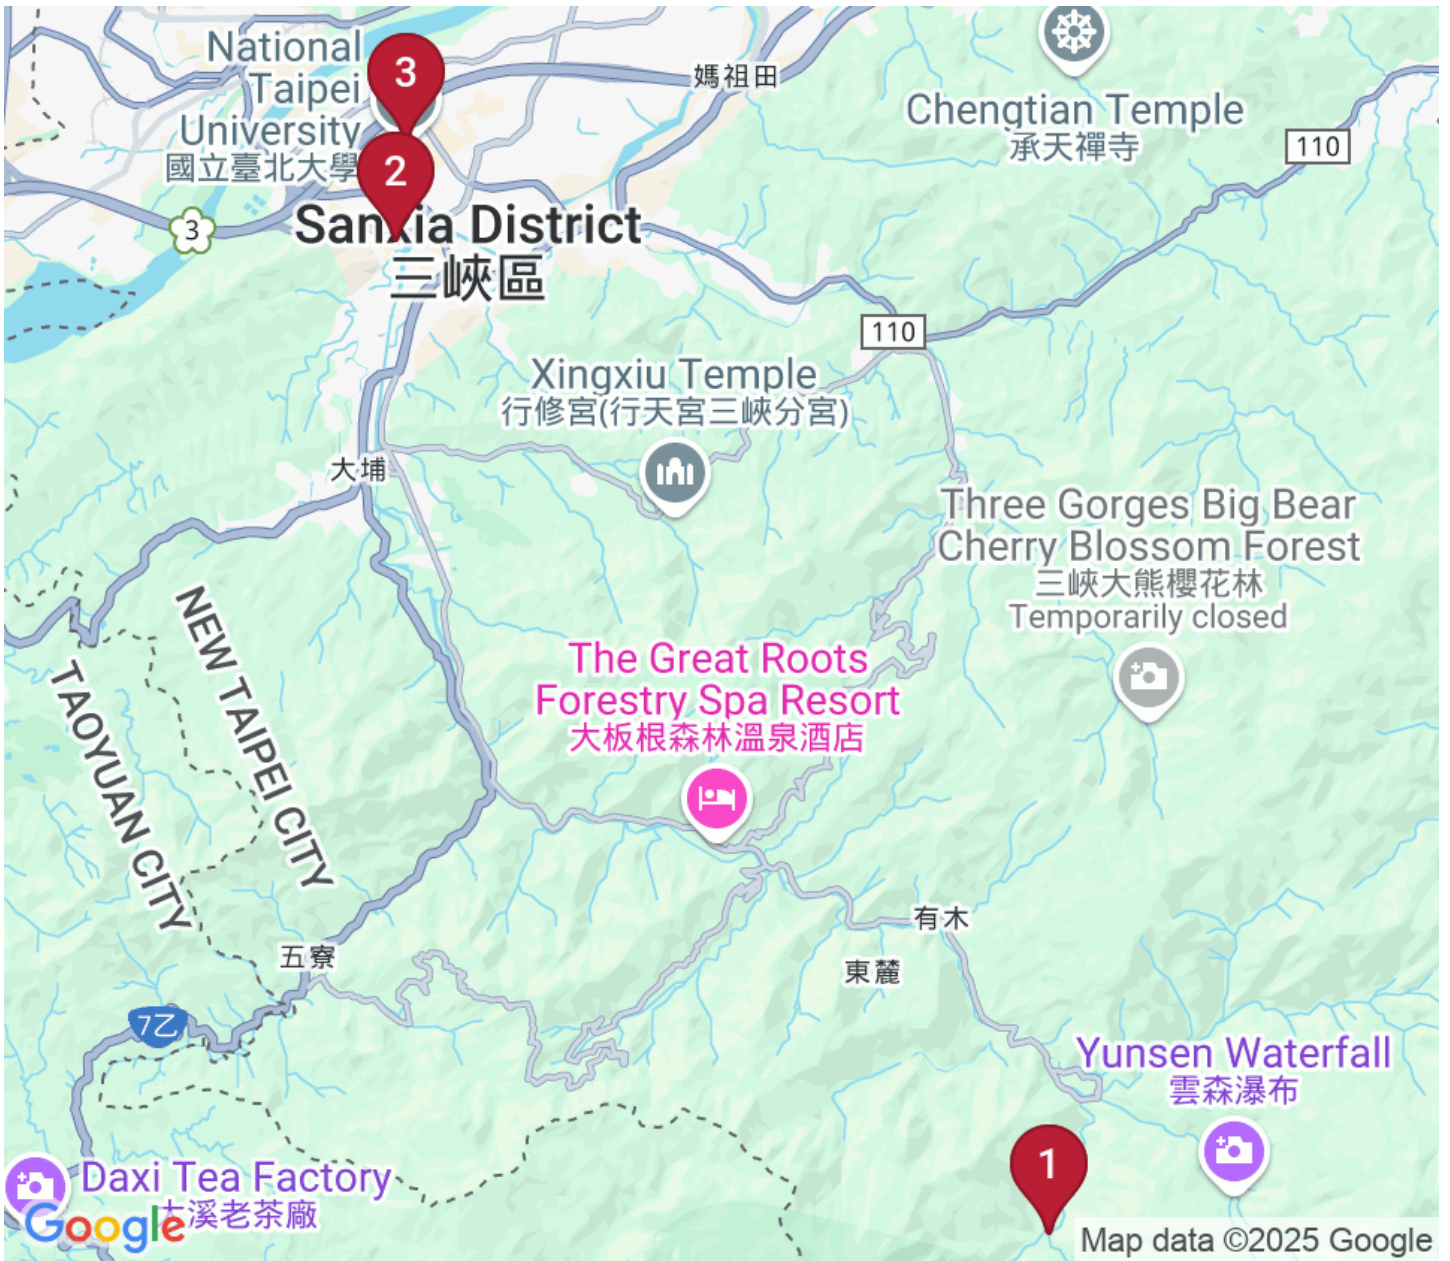 National
Taipei
University
國立臺北大學
3
2
3
媽祖田
Chengtian Temple
承天禪寺
110
Sanxia District
三峽區
110
Xingxiu Temple
行修宮(行天宮三峽分宮)
大埔
Three Gorges Big Bear
Cherry Blossom Forest
三峽大熊櫻花林
Temporarily closed
NEW TAIPEI CITY
TAOYUAN CITY
The Great Roots
Forestry Spa Resort
大板根森林溫泉酒店
有木
五寮
東麓
7乙
Yunsen Waterfall
雲森瀑布
1
Daxi Tea Factory
大溪老茶廠
Google
Map data ©2025 Google